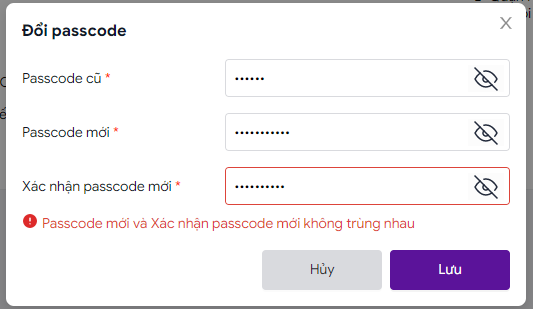 Đổi passcode
Passcode cũ *
••••••
Passcode mới *
•••••••••••
Xác nhận passcode mới *
••••••••••
Passcode mới và Xác nhận passcode mới không trùng nhau
Hủy
Lưu